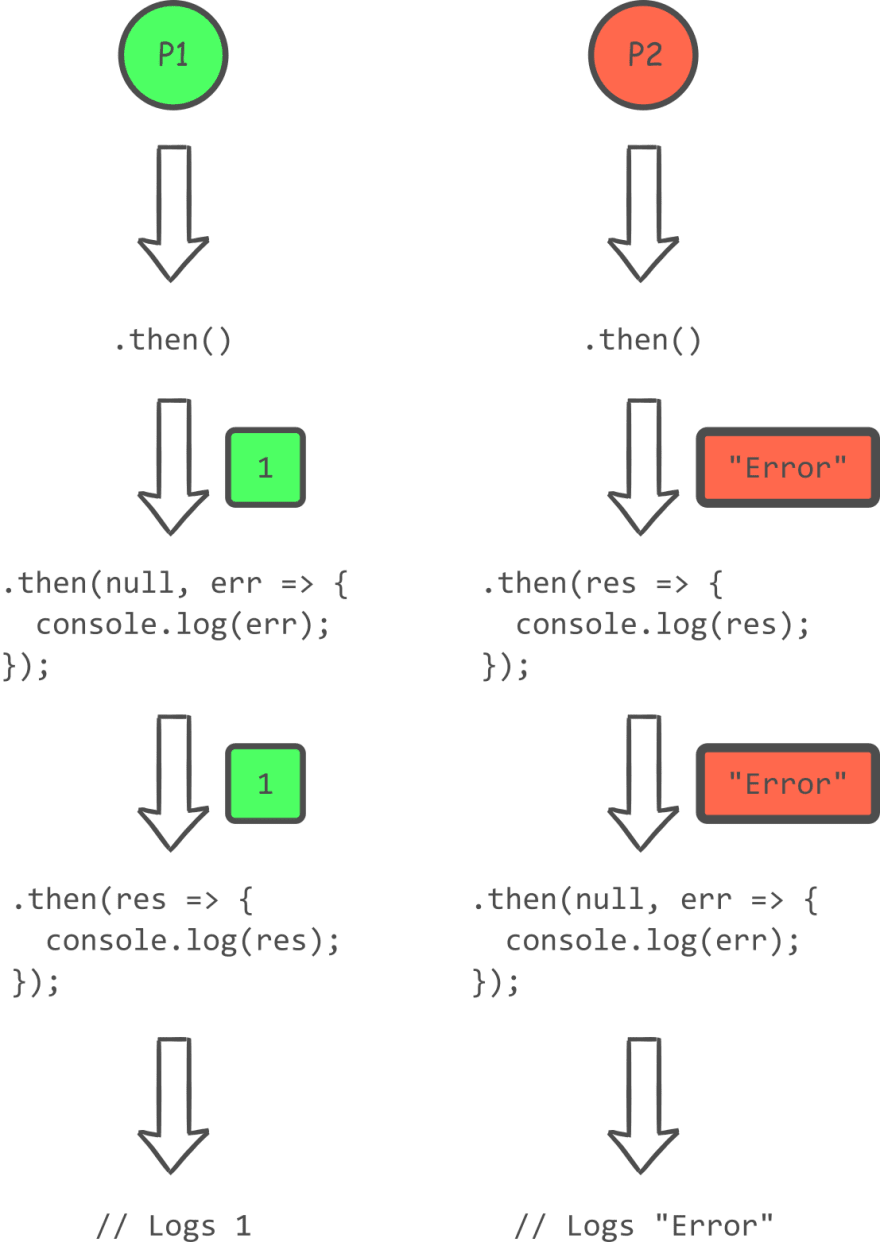 P1
.then()
1
.then(null, err => {
  console.log(err);
});
1
.then(res => {
  console.log(res);
});
// Logs 1
P2
.then()
"Error"
.then(res => {
  console.log(res);
});
"Error"
.then(null, err => {
  console.log(err);
});
// Logs "Error"